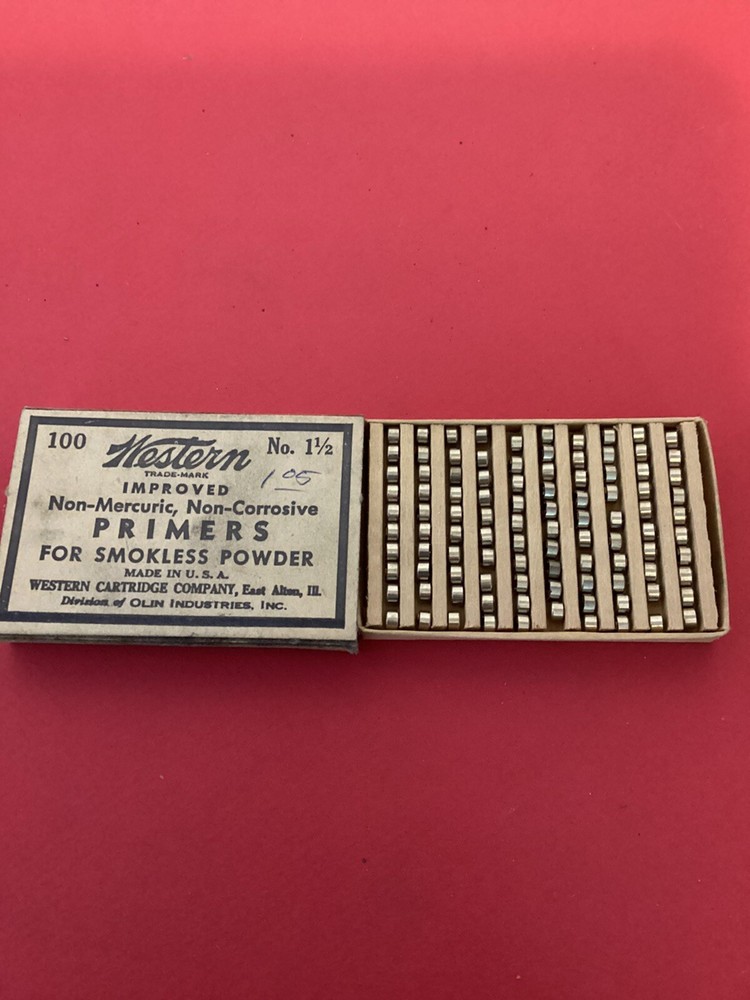 100 Western No. 1½
TRADE-MARK
1 05
IMPROVED
Non-Mercuric, Non-Corrosive
PRIMERS
FOR SMOKLESS POWDER
MADE IN U. S. A.
WESTERN CARTRIDGE COMPANY, East Alton, Ill.
Division of OLIN INDUSTRIES, INC.